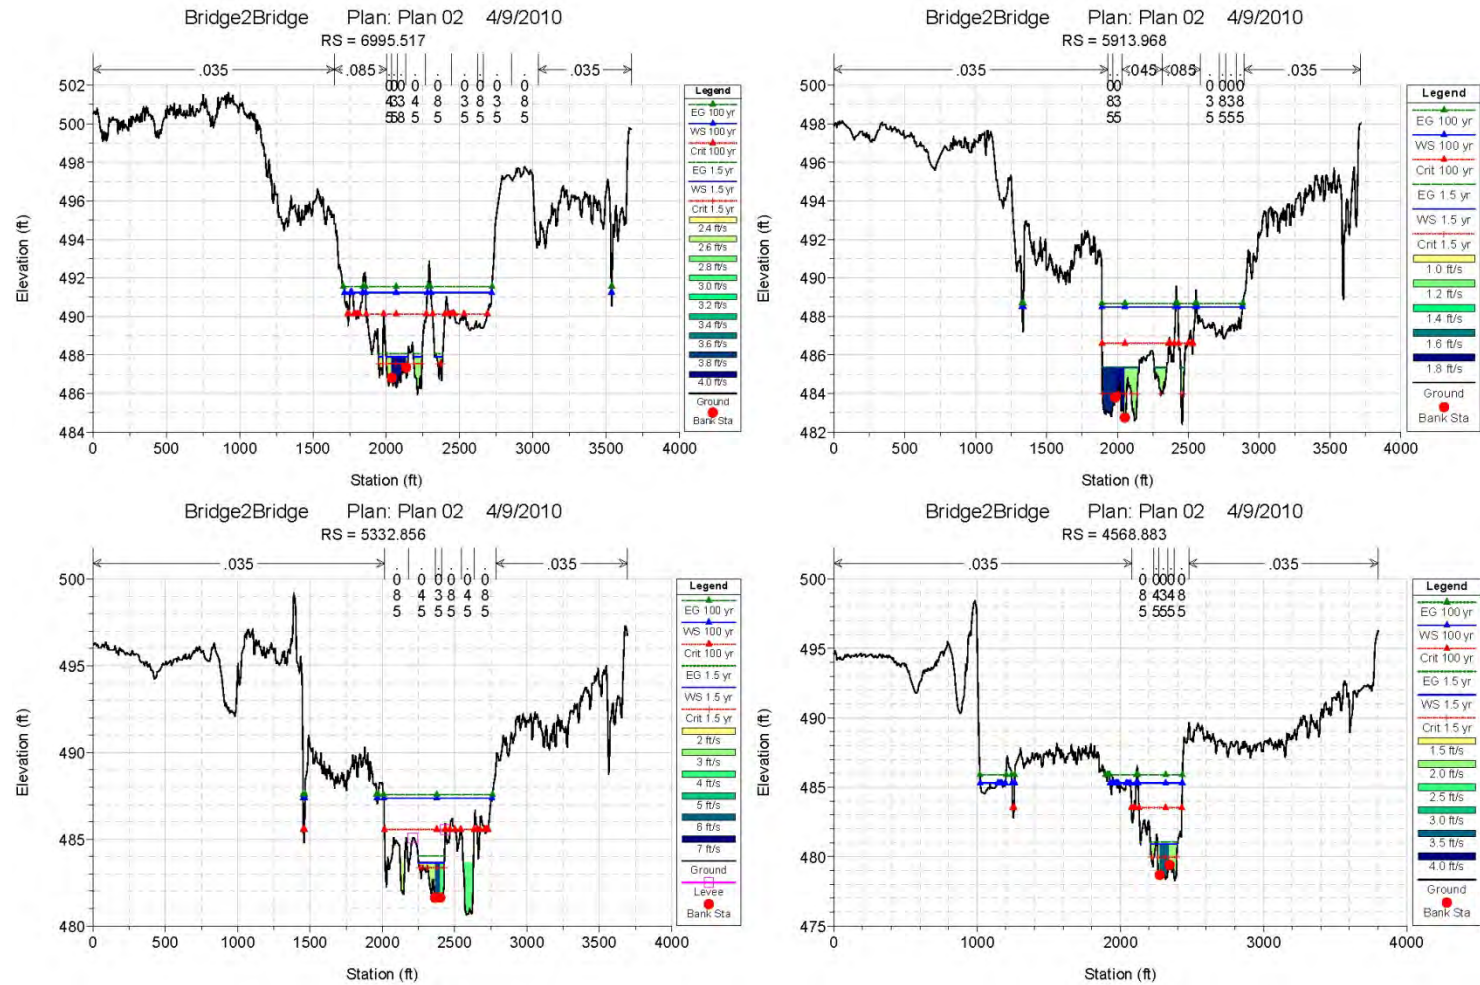 Bridge2Bridge Plan: Plan 02 4/9/2010
RS = 6995.517
.035
.085
.035
502
500
498
496
494
492
490
488
486
484
Elevation (ft)
0
500
1000
1500
2000
2500
3000
3500
4000
Station (ft)
Legend
EG 100 yr
WS 100 yr
Crit 100 yr
EG 1.5 yr
WS 1.5 yr
Crit 1.5 yr
2.4 ft/s
2.6 ft/s
2.8 ft/s
3.0 ft/s
3.2 ft/s
3.4 ft/s
3.6 ft/s
3.8 ft/s
4.0 ft/s
Ground
Bank Sta
Bridge2Bridge Plan: Plan 02 4/9/2010
RS = 5913.968
.035
.045
.085
.035
500
498
496
494
492
490
488
486
484
482
Elevation (ft)
0
500
1000
1500
2000
2500
3000
3500
4000
Station (ft)
Legend
EG 100 yr
WS 100 yr
Crit 100 yr
EG 1.5 yr
WS 1.5 yr
Crit 1.5 yr
1.0 ft/s
1.2 ft/s
1.4 ft/s
1.6 ft/s
1.8 ft/s
Ground
Bank Sta
Bridge2Bridge Plan: Plan 02 4/9/2010
RS = 5332.856
.035
.035
500
495
490
485
480
Elevation (ft)
0
500
1000
1500
2000
2500
3000
3500
4000
Station (ft)
Legend
EG 100 yr
WS 100 yr
Crit 100 yr
EG 1.5 yr
WS 1.5 yr
Crit 1.5 yr
2 ft/s
3 ft/s
4 ft/s
5 ft/s
6 ft/s
7 ft/s
Ground
Levee
Bank Sta
Bridge2Bridge Plan: Plan 02 4/9/2010
RS = 4568.883
.035
.035
500
495
490
485
480
475
Elevation (ft)
0
1000
2000
3000
4000
Station (ft)
Legend
EG 100 yr
WS 100 yr
Crit 100 yr
EG 1.5 yr
WS 1.5 yr
Crit 1.5 yr
1.5 ft/s
2.0 ft/s
2.5 ft/s
3.0 ft/s
3.5 ft/s
4.0 ft/s
Ground
Bank Sta